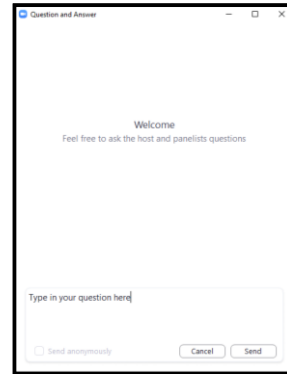 Question and Answer
Welcome
Feel free to ask the host and panelists questions
Type in your question here
Send anonymously
Cancel
Send